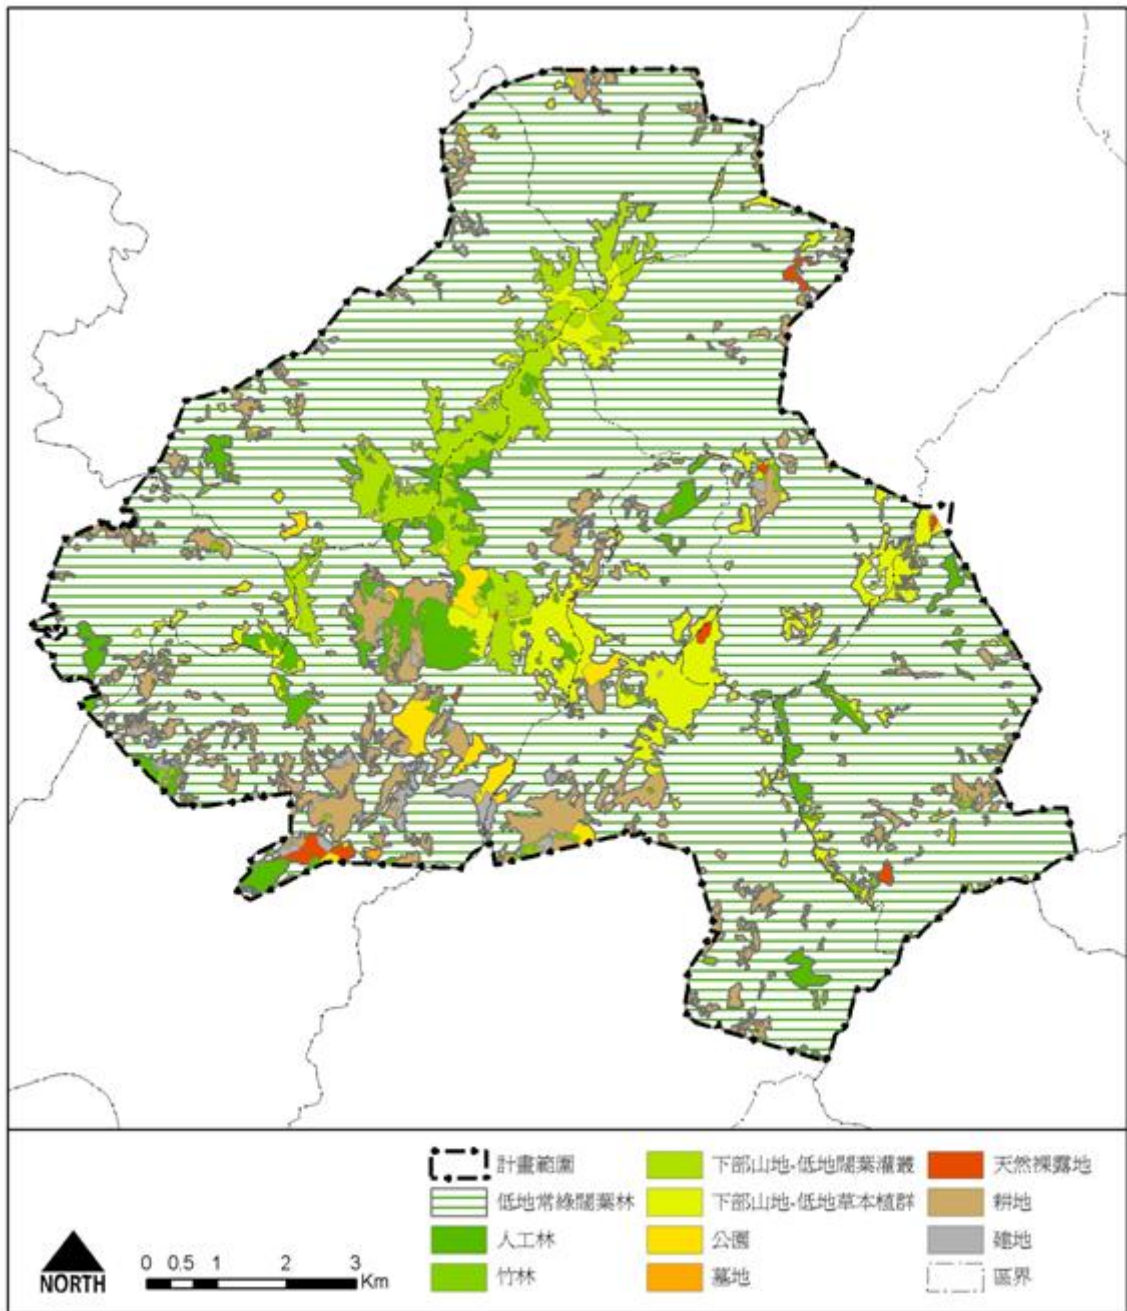 計畫範圍
低地常綠闊葉林
人工林
竹林
下部山地-低地闊葉灌叢
下部山地-低地草本植群
公園
墓地
天然裸露地
耕地
建地
區界
NORTH
0 0.5 1 2 3
Km